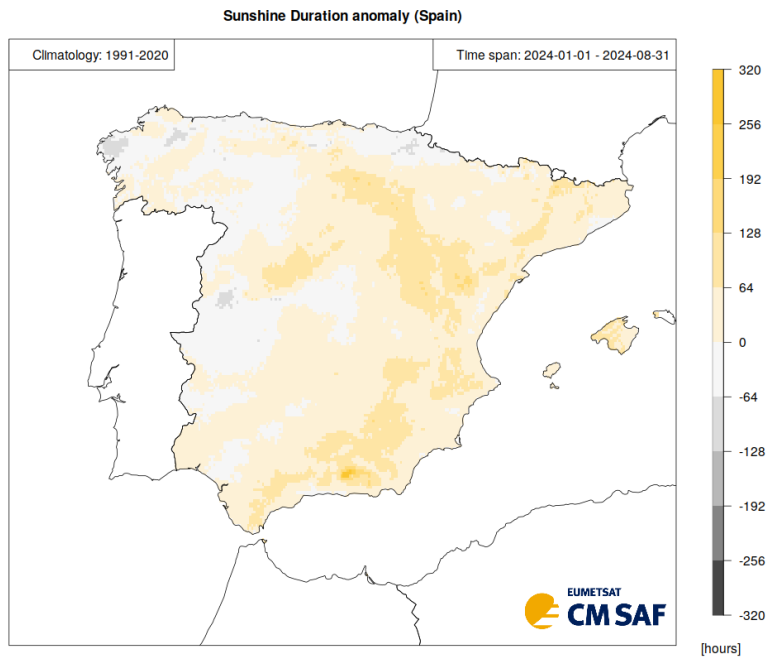 Sunshine Duration anomaly (Spain)
Climatology: 1991-2020
Time span: 2024-01-01 - 2024-08-31
320
256
192
128
64
0
-64
-128
-192
-256
-320
[hours]
EUMETSAT
CM SAF